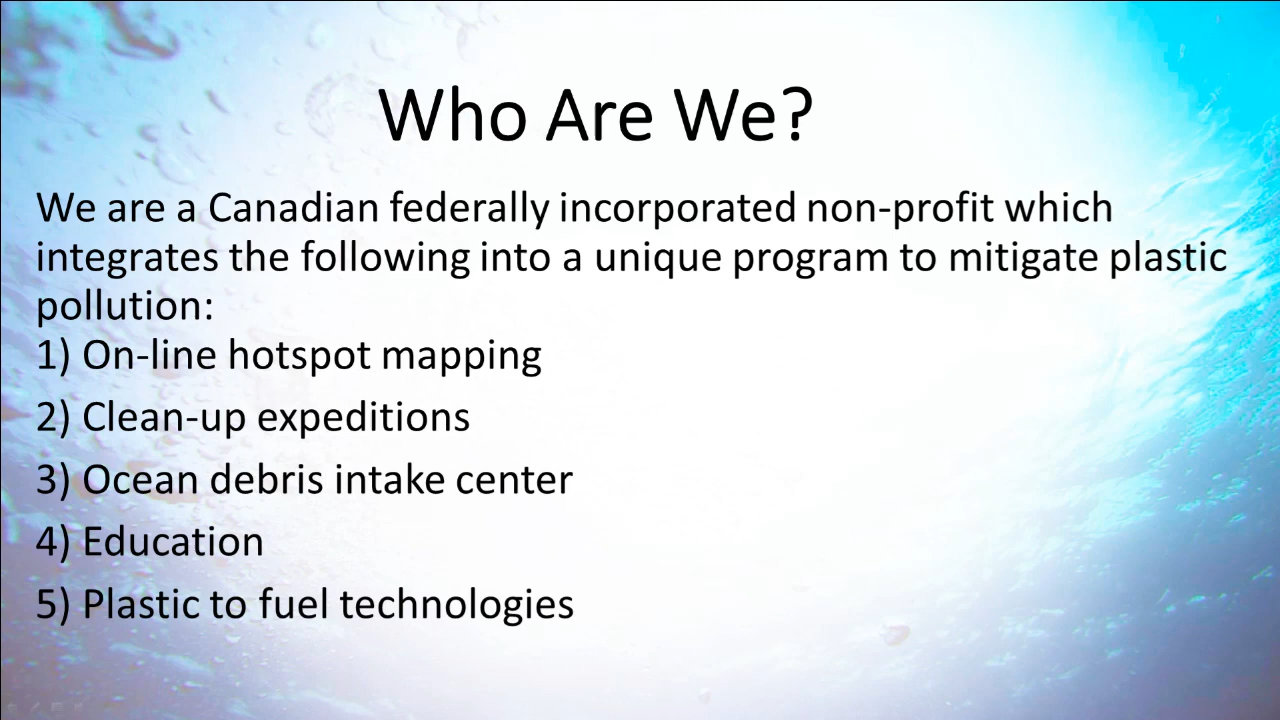 Who Are We?
We are a Canadian federally incorporated non-profit which
integrates the following into a unique program to mitigate plastic
pollution:
1) On-line hotspot mapping
2) Clean-up expeditions
3) Ocean debris intake center
4) Education
5) Plastic to fuel technologies